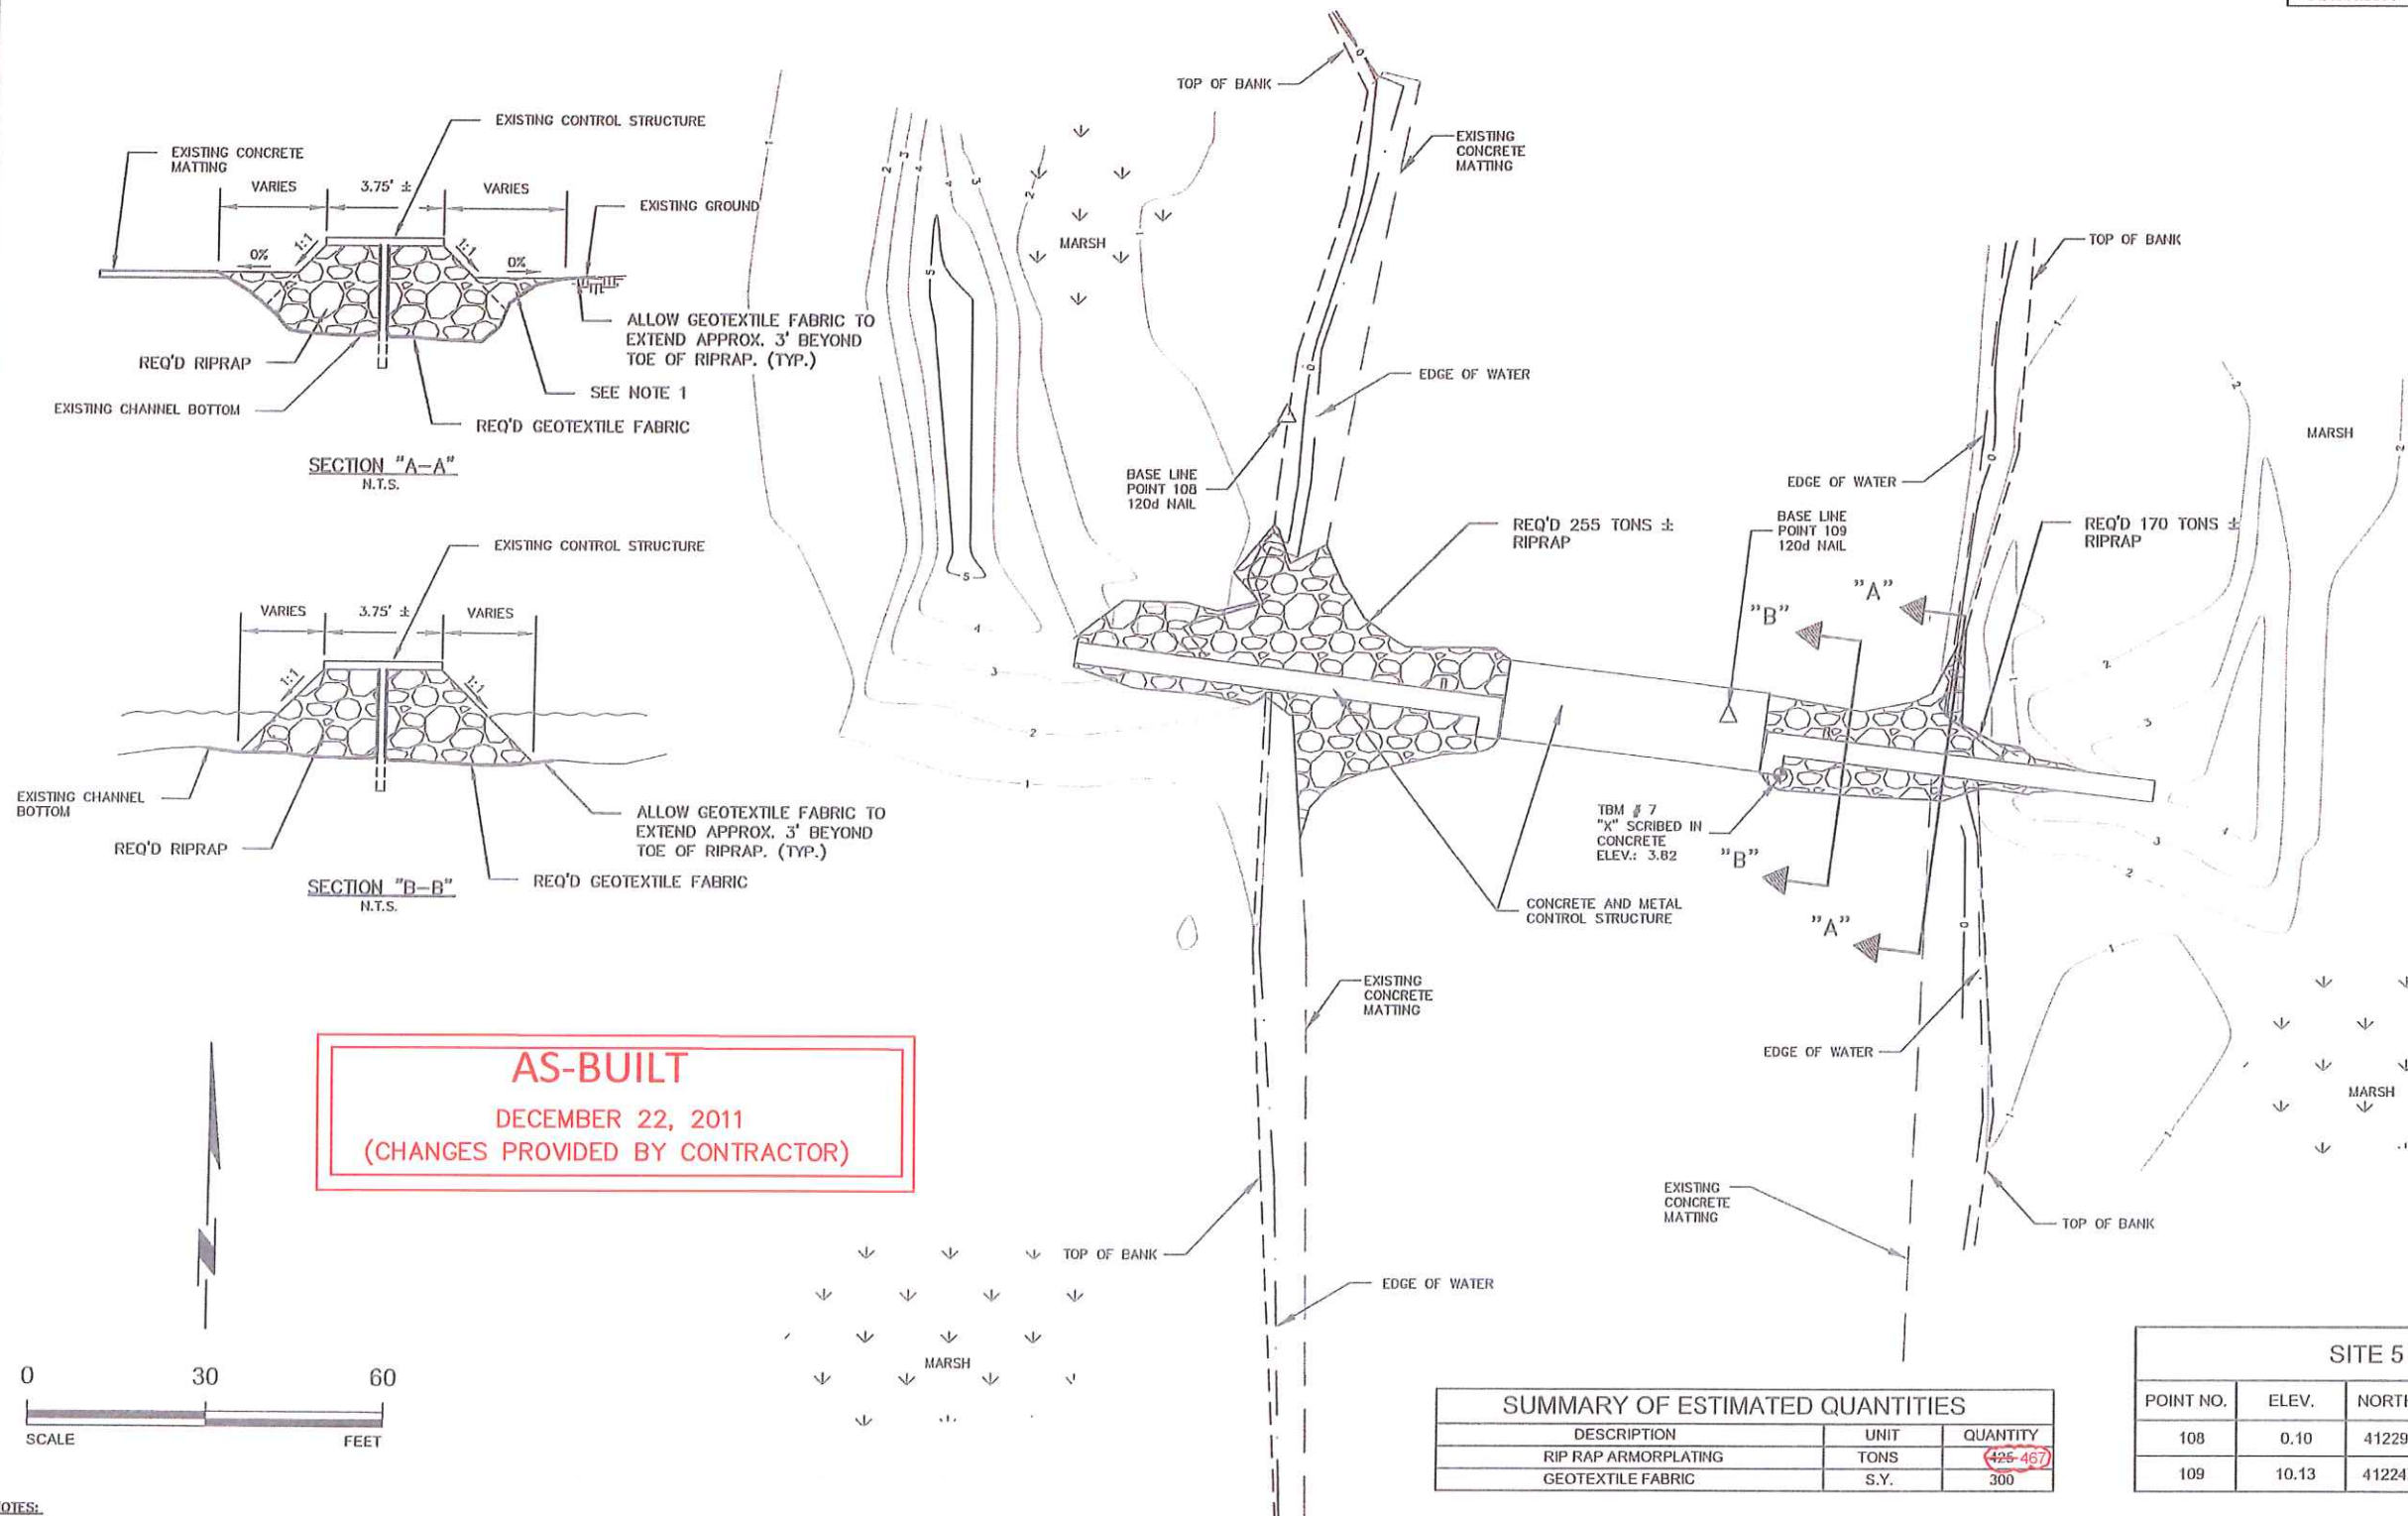 EXISTING CONTROL STRUCTURE
EXISTING CONCRETE
MATTING
VARIES
3.75' ±
VARIES
EXISTING GROUND
1:1
1:1
0%
0%
ALLOW GEOTEXTILE FABRIC TO
EXTEND APPROX. 3' BEYOND
TOE OF RIPRAP. (TYP.)
REQ'D RIPRAP
SEE NOTE 1
EXISTING CHANNEL BOTTOM
REQ'D GEOTEXTILE FABRIC
SECTION "A-A"
N.T.S.
EXISTING CONTROL STRUCTURE
VARIES
3.75' ±
VARIES
1:1
1:1
EXISTING CHANNEL
BOTTOM
REQ'D RIPRAP
ALLOW GEOTEXTILE FABRIC TO
EXTEND APPROX. 3' BEYOND
TOE OF RIPRAP. (TYP.)
REQ'D GEOTEXTILE FABRIC
SECTION "B-B"
N.T.S.
TOP OF BANK
EXISTING
CONCRETE
MATTING
MARSH
EDGE OF WATER
BASE LINE
POINT 108
120d NAIL
REQ'D 255 TONS ±
RIPRAP
TOP OF BANK
MARSH
EDGE OF WATER
BASE LINE
POINT 109
120d NAIL
REQ'D 170 TONS ±
RIPRAP
"A"
"B"
TBM # 7
"X" SCRIBED IN
CONCRETE
ELEV.: 3.82
"B"
"A"
CONCRETE AND METAL
CONTROL STRUCTURE
EXISTING
CONCRETE
MATTING
EDGE OF WATER
MARSH
EXISTING
CONCRETE
MATTING
TOP OF BANK
TOP OF BANK
EDGE OF WATER
MARSH
AS-BUILT
DECEMBER 22, 2011
(CHANGES PROVIDED BY CONTRACTOR)
0 30 60
SCALE FEET
SUMMARY OF ESTIMATED QUANTITIES
DESCRIPTION UNIT QUANTITY
RIP RAP ARMORPLATING TONS 425 467
GEOTEXTILE FABRIC S.Y. 300
SITE 5
POINT NO. ELEV. NORTH
108 0.10 41229
109 10.13 41224